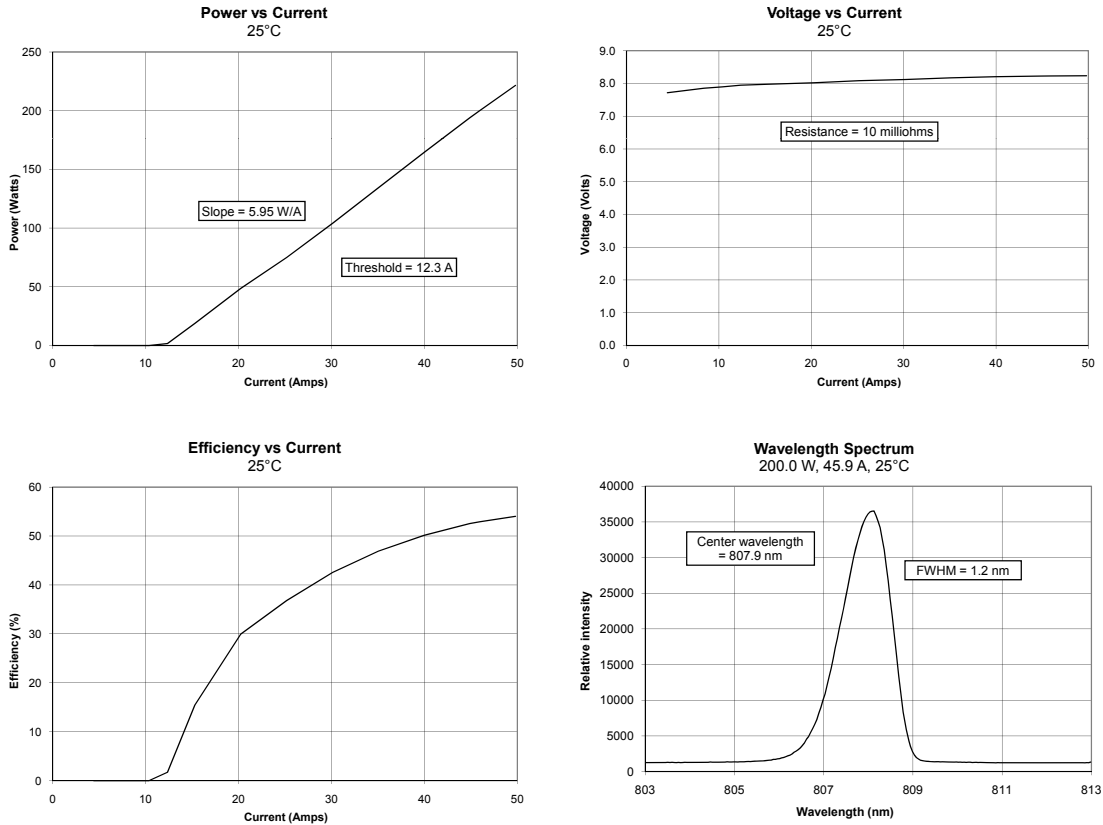 Power vs Current
25°C
250
200
150
100
50
0
Power (Watts)
Slope = 5.95 W/A
Threshold = 12.3 A
0 10 20 30 40 50
Current (Amps)
Voltage vs Current
25°C
9.0
8.0
7.0
6.0
5.0
4.0
3.0
2.0
1.0
0.0
Voltage (Volts)
Resistance = 10 milliohms
0 10 20 30 40 50
Current (Amps)
Efficiency vs Current
25°C
60
50
40
30
20
10
0
Efficiency (%)
0 10 20 30 40 50
Current (Amps)
Wavelength Spectrum
200.0 W, 45.9 A, 25°C
40000
35000
30000
25000
20000
15000
10000
5000
0
Relative intensity
Center wavelength
= 807.9 nm
FWHM = 1.2 nm
803 805 807 809 811 813
Wavelength (nm)